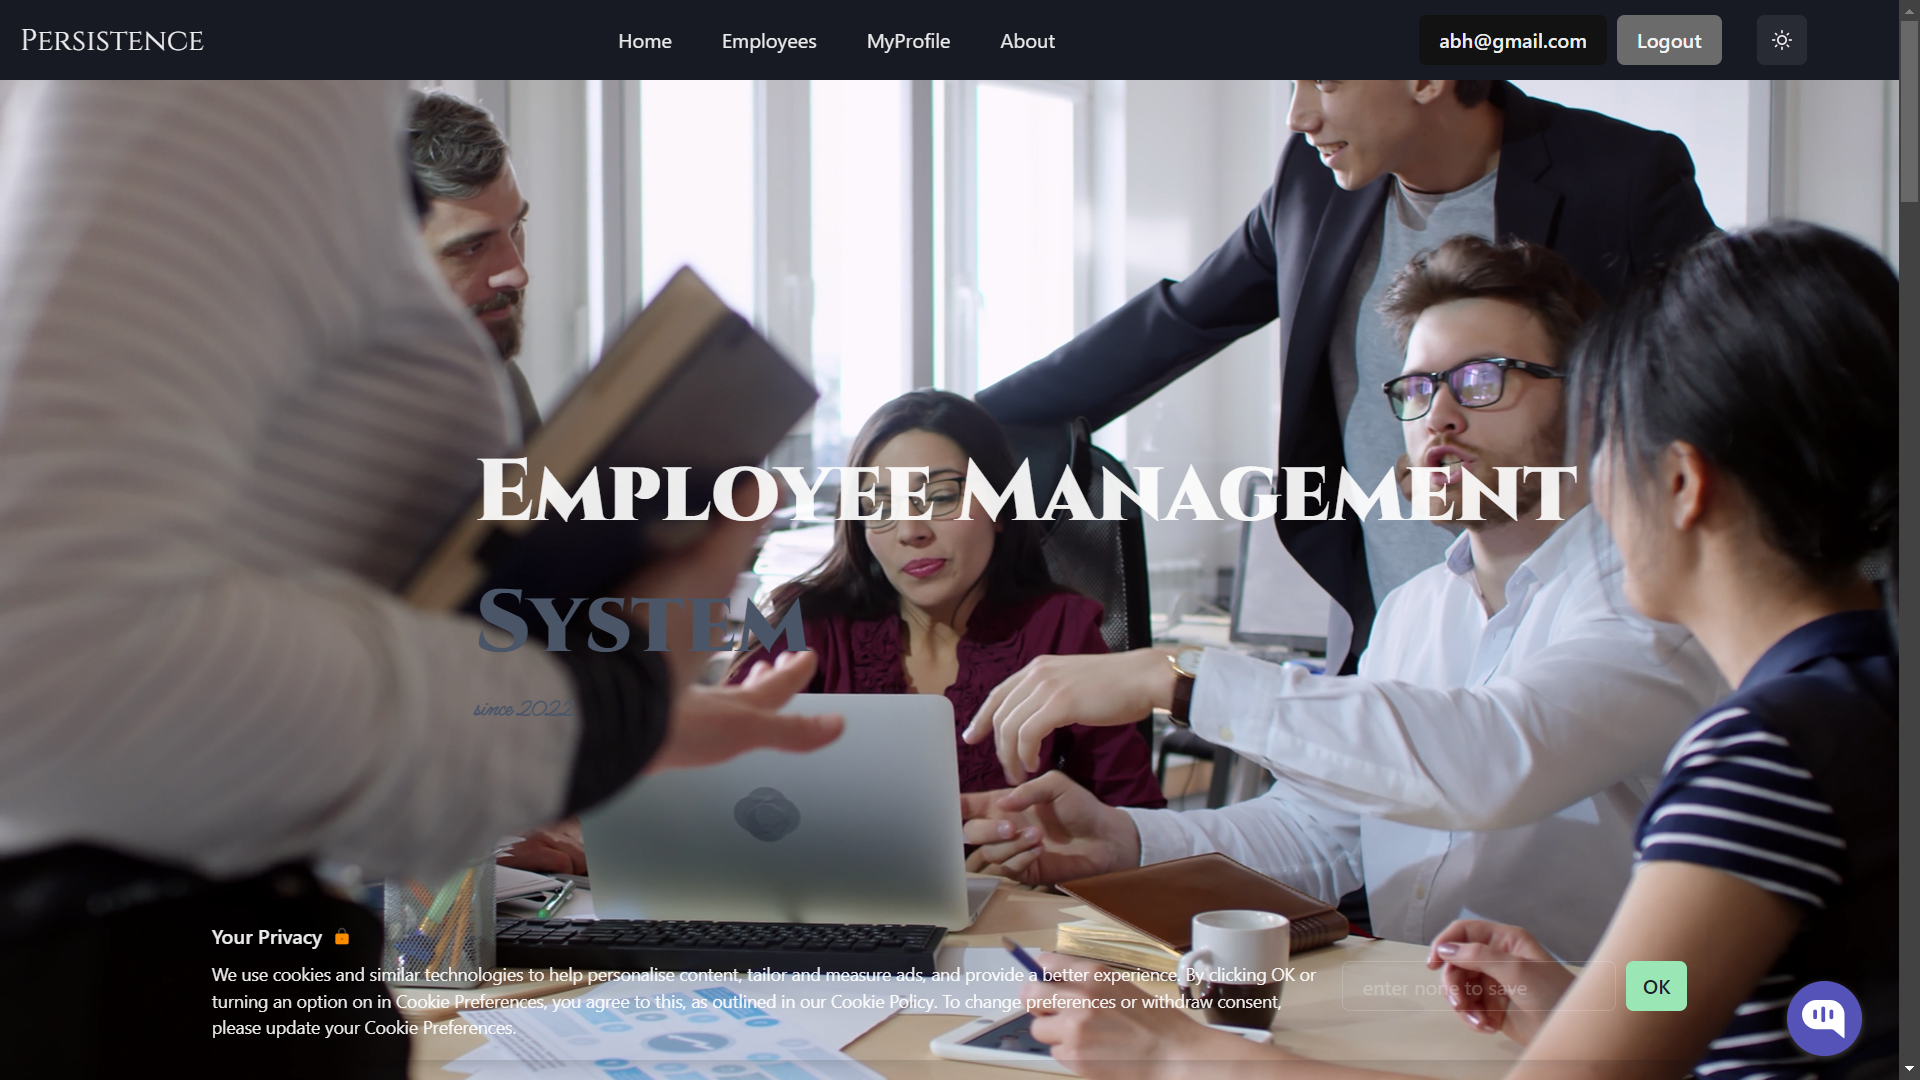 PERSISTENCE
Home Employees MyProfile About
abh@gmail.com Logout
EMPLOYEE MANAGEMENT
SYSTEM
since 2022
Your Privacy
We use cookies and similar technologies to help personalise content, tailor and measure ads, and provide a better experience. By clicking OK or
turning an option on in Cookie Preferences, you agree to this, as outlined in our Cookie Policy. To change preferences or withdraw consent,
please update your Cookie Preferences.
enter none to save
OK